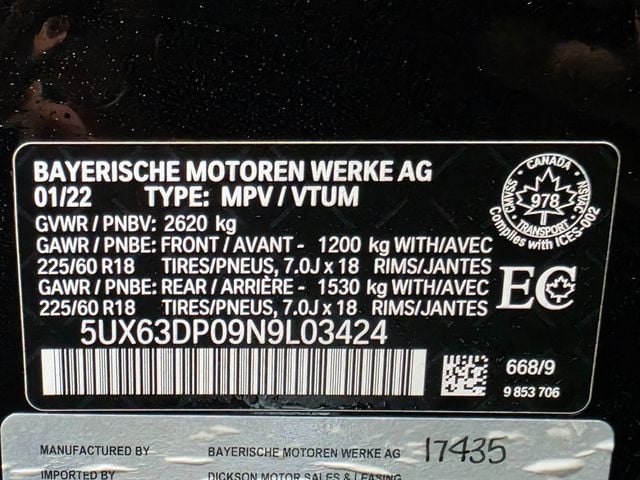 BAYERISCHE MOTOREN WERKE AG
01/22 TYPE: MPV / VTUM
GVWR / PNBV: 2620 kg
GAWR / PNBE: FRONT / AVANT - 1200 kg WITH/AVEC
225/60 R18 TIRES/PNEUS, 7.0J x 18 RIMS/JANTES
GAWR / PNBE: REAR / ARRIÈRE - 1530 kg WITH/AVEC
225/60 R18 TIRES/PNEUS, 7.0J x 18 RIMS/JANTES
CANADA
CMVSS
NSVAC
978
TRANSPORT
Complies with ICES-002
EC
5UX63DP09N9L03424
668/9
9 853 706
MANUFACTURED BY BAYERISCHE MOTOREN WERKE AG 17435
IMPORTED BY DICKSON MOTOR SALES & LEASING